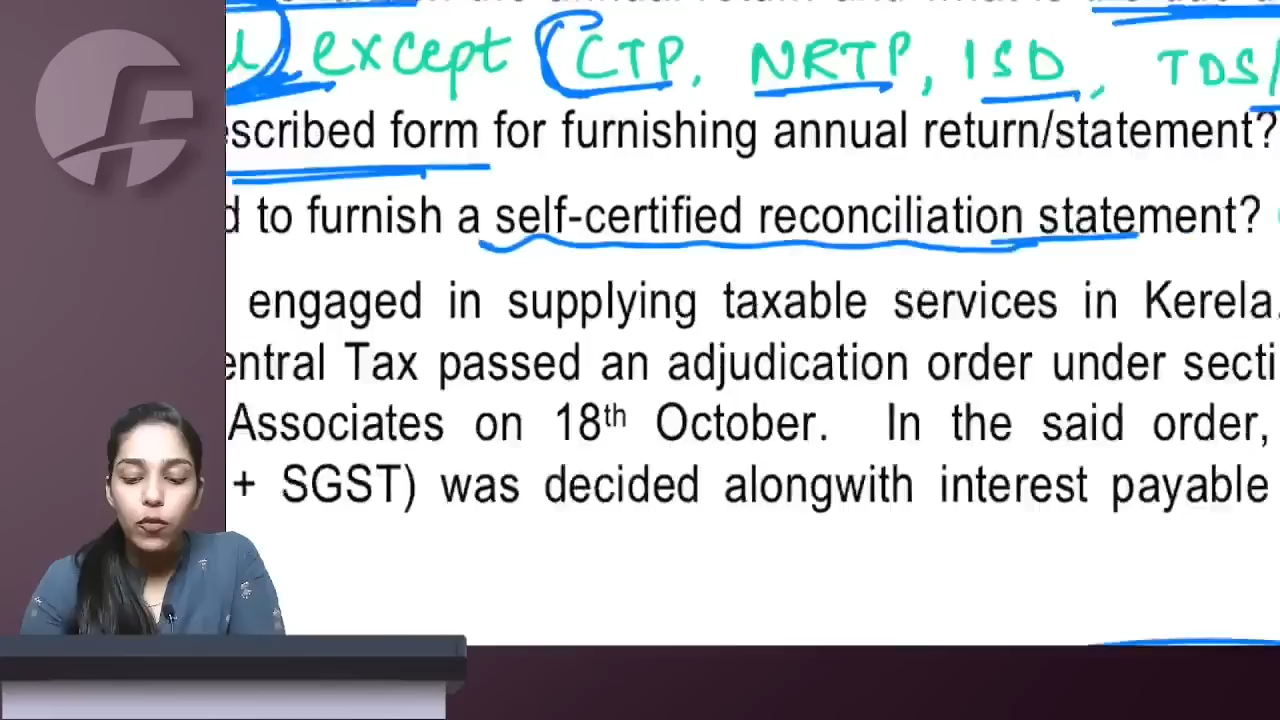 except CTP, NRTP, ISD, TDS/
escribed form for furnishing annual return/statement?
d to furnish a self-certified reconciliation statement?
engaged in supplying taxable services in Kerela.
entral Tax passed an adjudication order under secti
Associates on 18th October. In the said order,
+ SGST) was decided alongwith interest payable